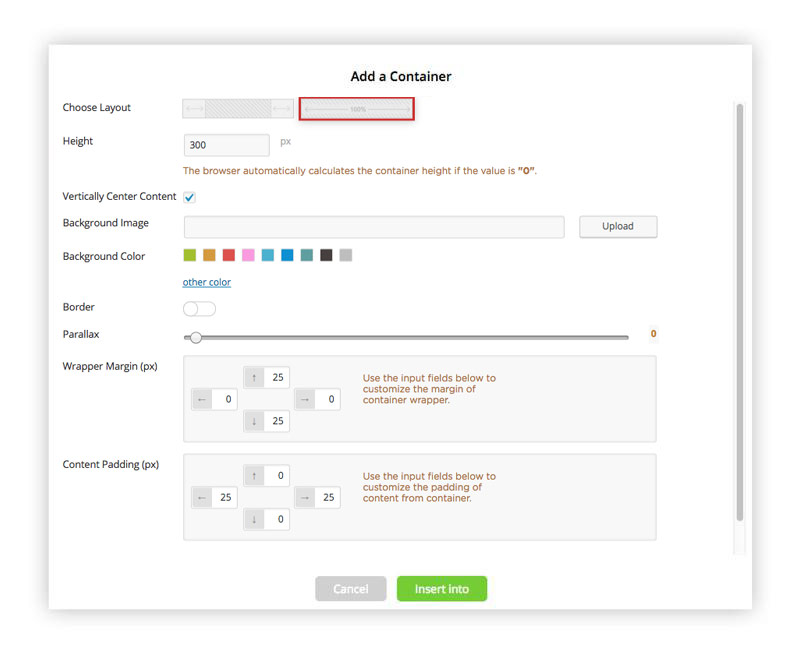 Add a Container
Choose Layout
100%
Height
300
px
The browser automatically calculates the container height if the value is "0".
Vertically Center Content
Background Image
Upload
Background Color
other color
Border
Parallax
0
Wrapper Margin (px)
↑ 25
← 0
→ 0
↓ 25
Use the input fields below to
customize the margin of
container wrapper.
Content Padding (px)
↑ 0
← 25
→ 25
↓ 0
Use the input fields below to
customize the padding of
content from container.
Cancel
Insert into